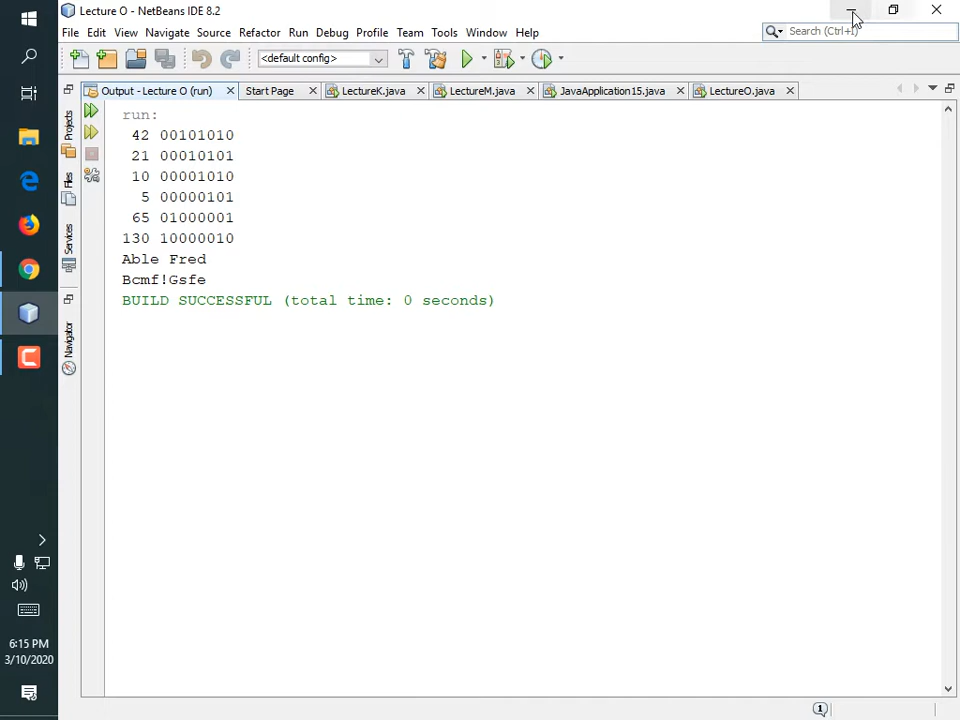 Lecture O - NetBeans IDE 8.2
File Edit View Navigate Source Refactor Run Debug Profile Team Tools Window Help
Search (Ctrl+I)
<default config>
Output - Lecture O (run) Start Page LectureK.java LectureM.java JavaApplication15.java LectureO.java
Projects
Files
Services
Navigator
run:
42 00101010
21 00010101
10 00001010
5 00000101
65 01000001
130 10000010
Able Fred
Bcmf!Gsfe
BUILD SUCCESSFUL (total time: 0 seconds)
6:15 PM
3/10/2020
1